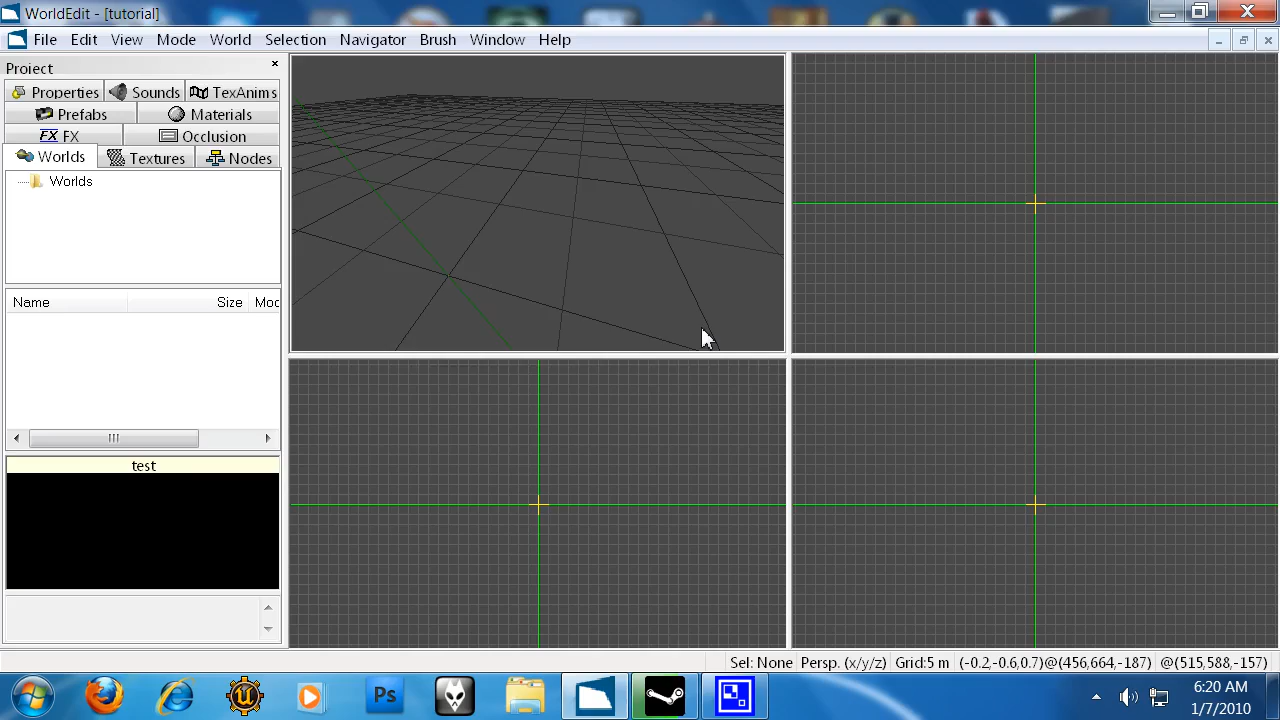 WorldEdit - [tutorial]
File Edit View Mode World Selection Navigator Brush Window Help
Project
Properties Sounds TexAnims
Prefabs Materials
FX FX Occlusion
Worlds Textures Nodes
Worlds
Name Size Moc
test
Sel: None Persp. (x/y/z) Grid:5 m (-0.2,-0.6,0.7)@(456,664,-187) @(515,588,-157)
Ps
6:20 AM
1/7/2010